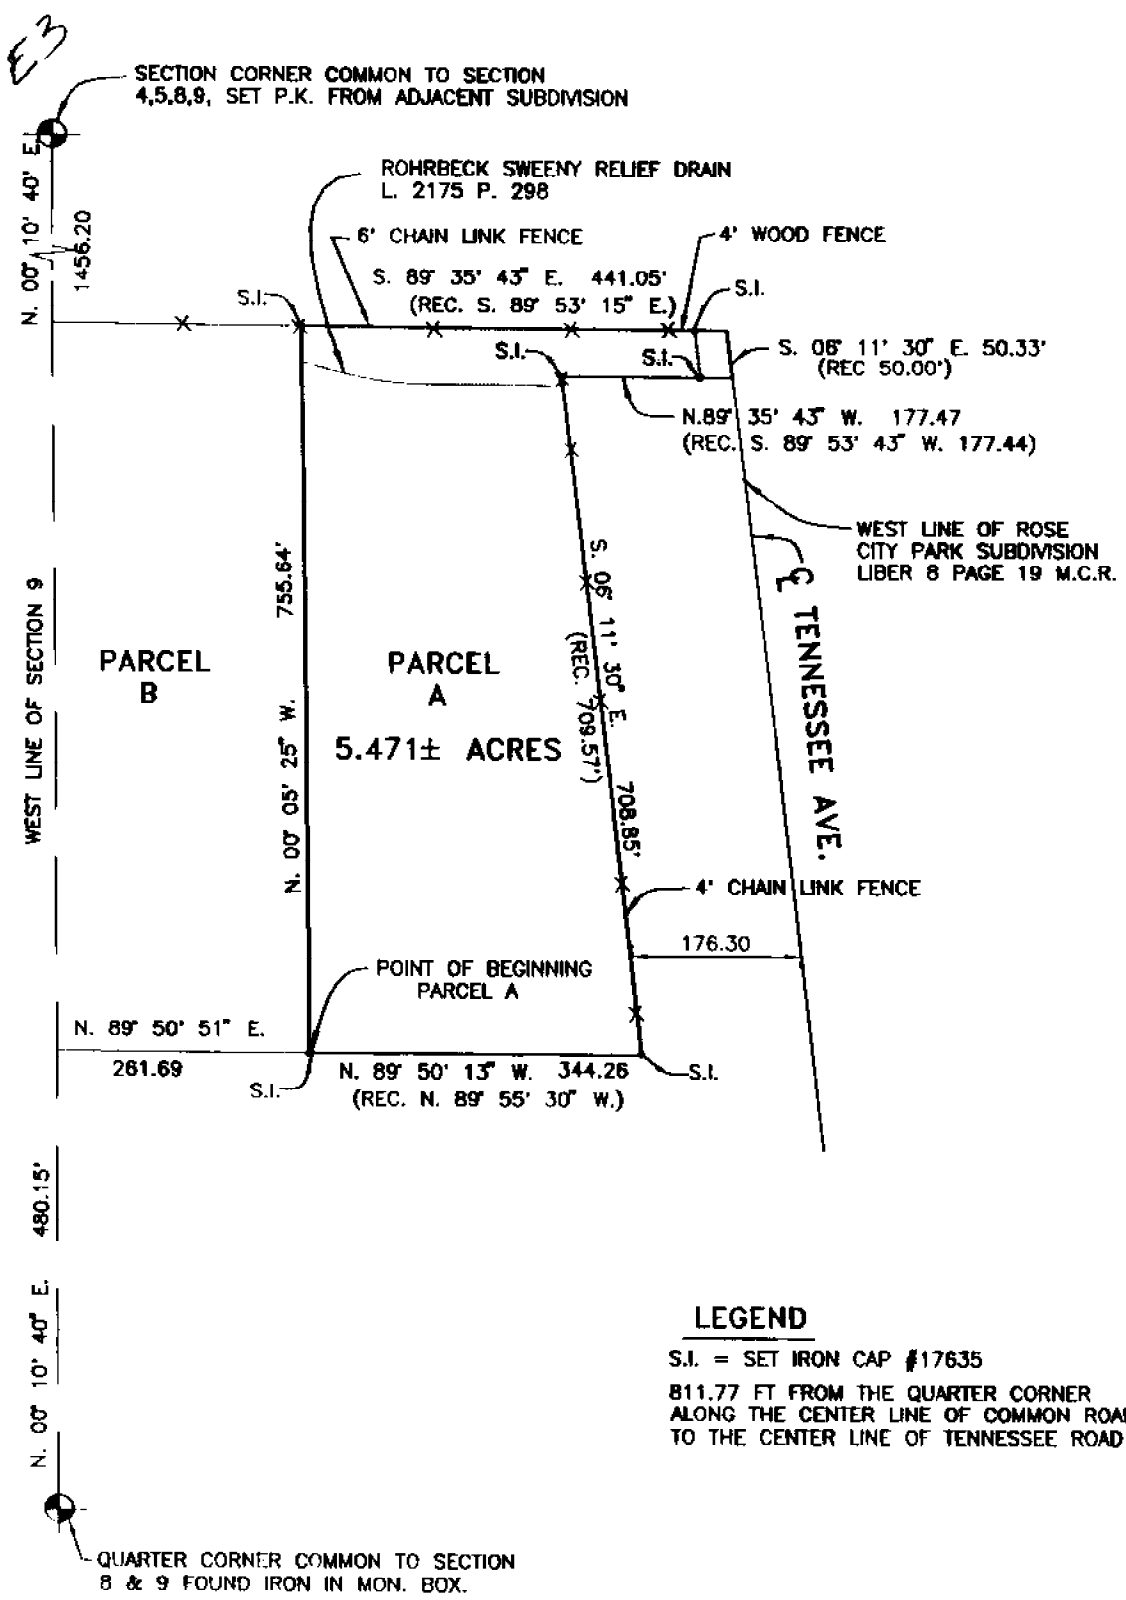 E3
SECTION CORNER COMMON TO SECTION
4,5,8,9, SET P.K. FROM ADJACENT SUBDIVISION
N. 00° 10' 40" E.
1456.20
ROHRBECK SWEENY RELIEF DRAIN
L. 2175 P. 298
6' CHAIN LINK FENCE
4' WOOD FENCE
S. 89° 35' 43" E. 441.05'
(REC. S. 89° 53' 15" E.)
S.I.
S.I.
S.I.
S.I.
S. 06° 11' 30" E. 50.33'
(REC 50.00')
N.89° 35' 43" W. 177.47
(REC. S. 89° 53' 43" W. 177.44)
WEST LINE OF ROSE
CITY PARK SUBDIVISION
LIBER 8 PAGE 19 M.C.R.
℄ TENNESSEE AVE.
WEST LINE OF SECTION 9
PARCEL
B
N. 00° 05' 25" W. 755.64'
PARCEL
A
5.471± ACRES
S. 06° 11' 30" E. 708.85'
(REC. 709.57')
4' CHAIN LINK FENCE
176.30
POINT OF BEGINNING
PARCEL A
N. 89° 50' 51" E.
261.69
S.I.
N. 89° 50' 13" W. 344.26
(REC. N. 89° 55' 30" W.)
S.I.
N. 00° 10' 40" E. 480.15'
LEGEND
S.I. = SET IRON CAP #17635
811.77 FT FROM THE QUARTER CORNER
ALONG THE CENTER LINE OF COMMON ROA
TO THE CENTER LINE OF TENNESSEE ROAD
QUARTER CORNER COMMON TO SECTION
8 & 9 FOUND IRON IN MON. BOX.